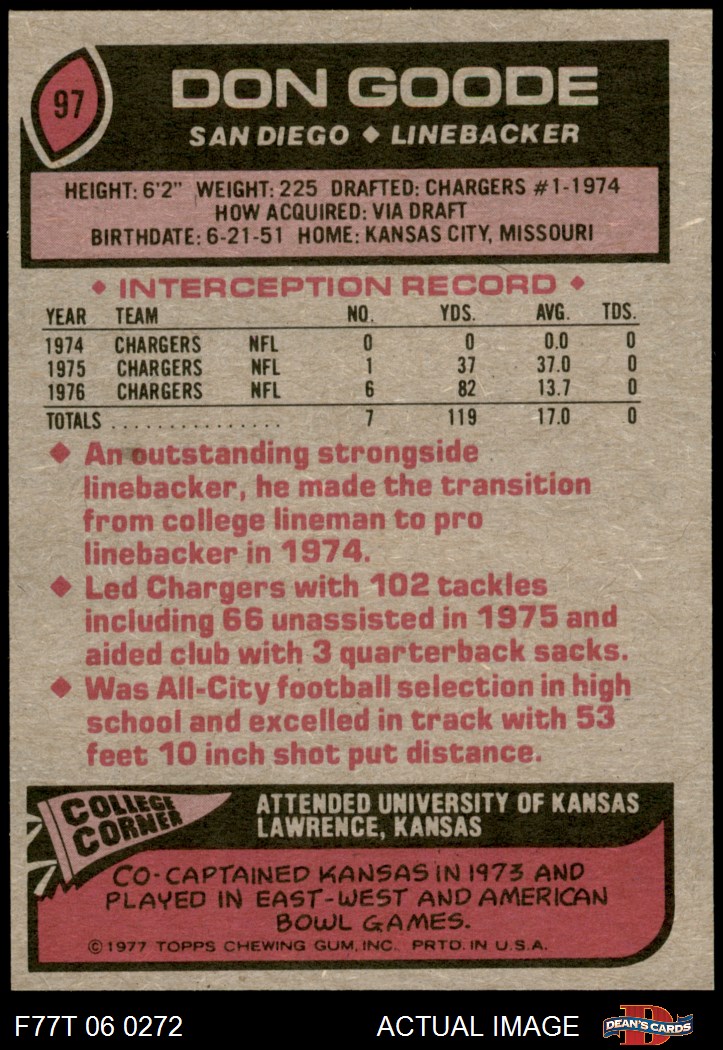 97
DON GOODE
SAN DIEGO ◆ LINEBACKER
HEIGHT: 6'2" WEIGHT: 225 DRAFTED: CHARGERS #1-1974
HOW ACQUIRED: VIA DRAFT
BIRTHDATE: 6-21-51 HOME: KANSAS CITY, MISSOURI
◆ INTERCEPTION RECORD ◆
YEAR TEAM NO. YDS. AVG. TDS.
1974 CHARGERS NFL 0 0 0.0 0
1975 CHARGERS NFL 1 37 37.0 0
1976 CHARGERS NFL 6 82 13.7 0
TOTALS . . . . . . . . . . . . . . . . 7 119 17.0 0
◆ An outstanding strongside
linebacker, he made the transition
from college lineman to pro
linebacker in 1974.
◆ Led Chargers with 102 tackles
including 66 unassisted in 1975 and
aided club with 3 quarterback sacks.
◆ Was All-City football selection in high
school and excelled in track with 53
feet 10 inch shot put distance.
COLLEGE
CORNER
ATTENDED UNIVERSITY OF KANSAS
LAWRENCE, KANSAS
CO-CAPTAINED KANSAS IN 1973 AND
PLAYED IN EAST-WEST AND AMERICAN
BOWL GAMES.
© 1977 TOPPS CHEWING GUM, INC. PRTD. IN U.S.A.
F77T 06 0272 ACTUAL IMAGE
D
DEAN'S CARDS